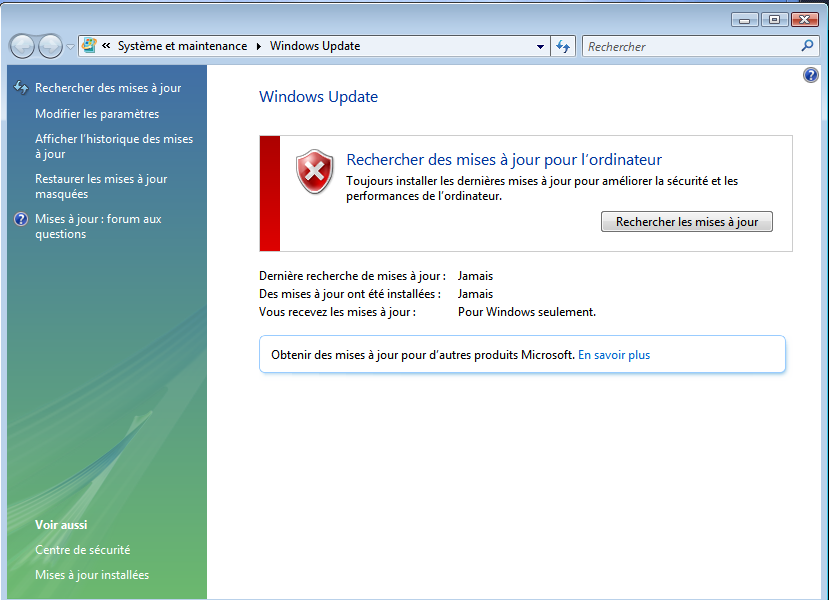 « Système et maintenance ▸ Windows Update
Rechercher
Rechercher des mises à jour
Modifier les paramètres
Afficher l'historique des mises
à jour
Restaurer les mises à jour
masquées
Mises à jour : forum aux
questions
Voir aussi
Centre de sécurité
Mises à jour installées
Windows Update
Rechercher des mises à jour pour l'ordinateur
Toujours installer les dernières mises à jour pour améliorer la sécurité et les
performances de l'ordinateur.
Rechercher les mises à jour
Dernière recherche de mises à jour : Jamais
Des mises à jour ont été installées : Jamais
Vous recevez les mises à jour : Pour Windows seulement.
Obtenir des mises à jour pour d'autres produits Microsoft. En savoir plus